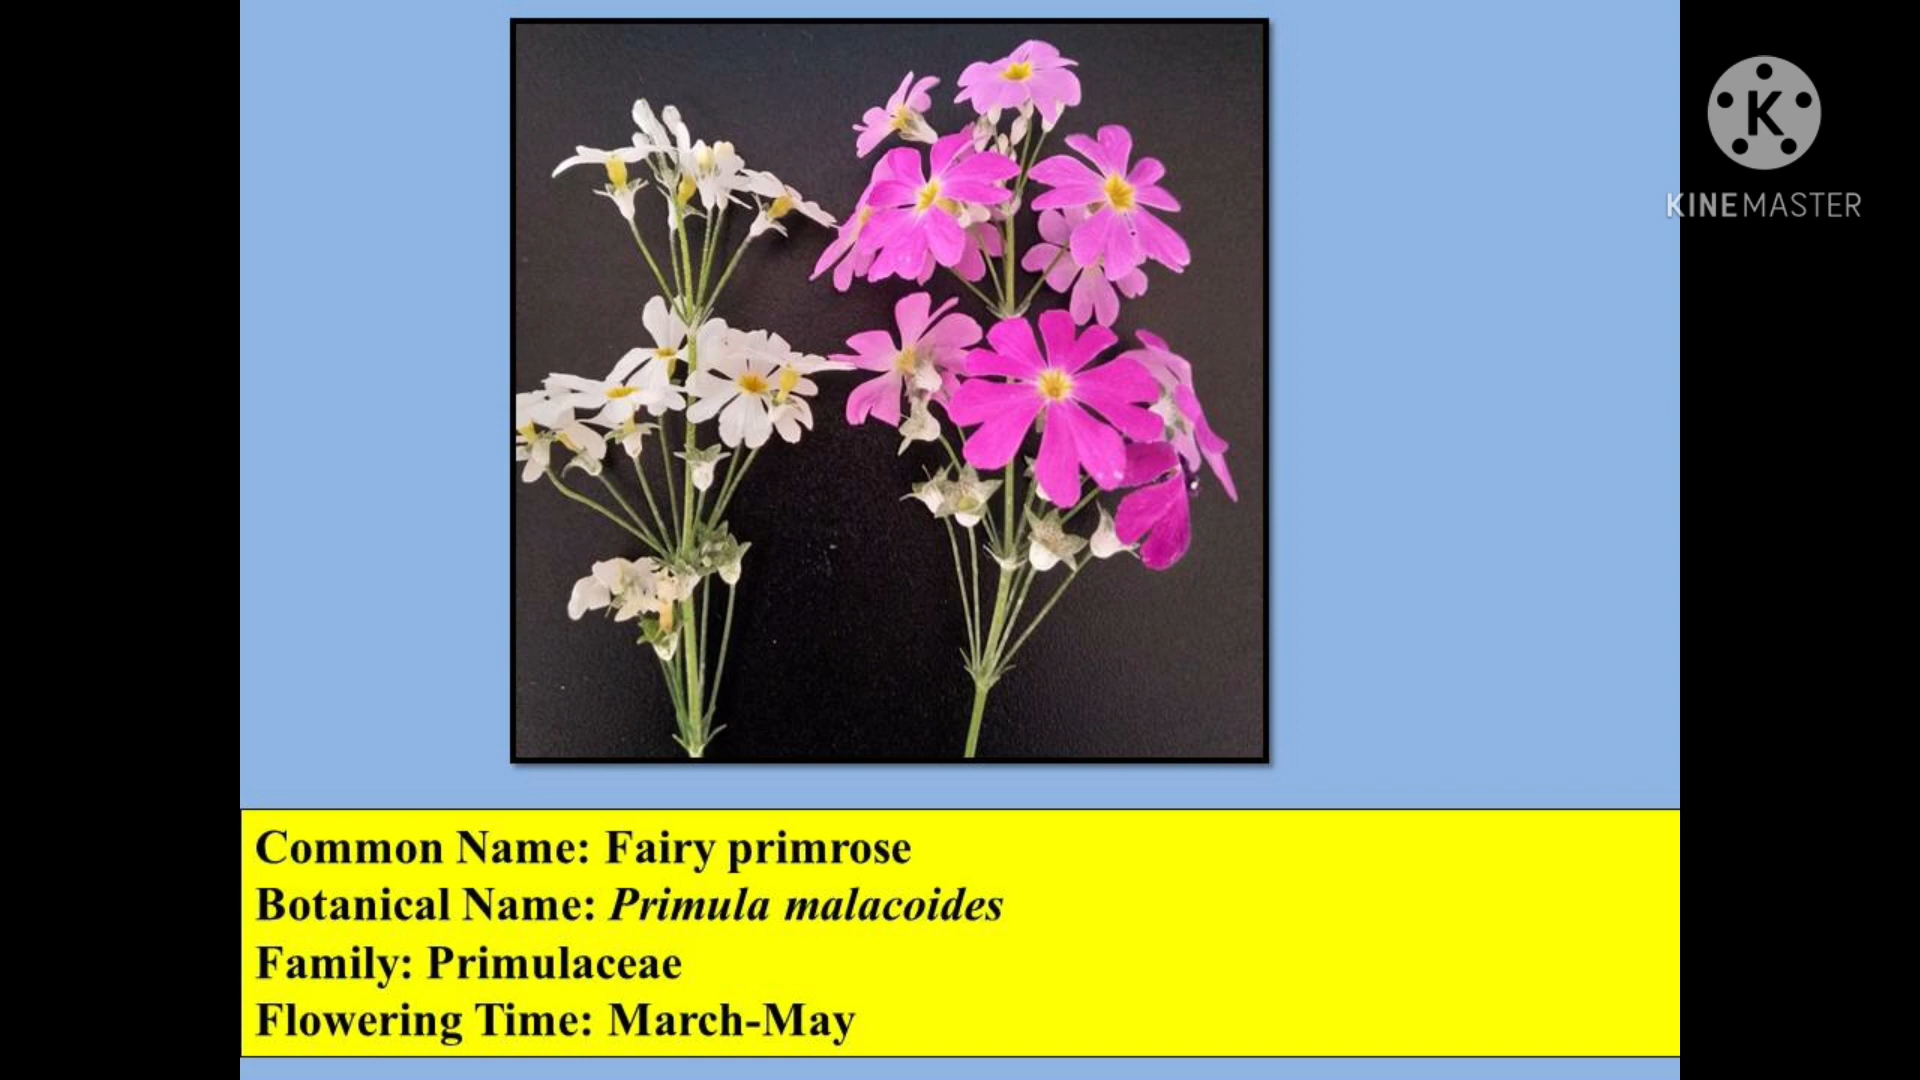 K
KINEMASTER
Common Name: Fairy primrose
Botanical Name: Primula malacoides
Family: Primulaceae
Flowering Time: March-May